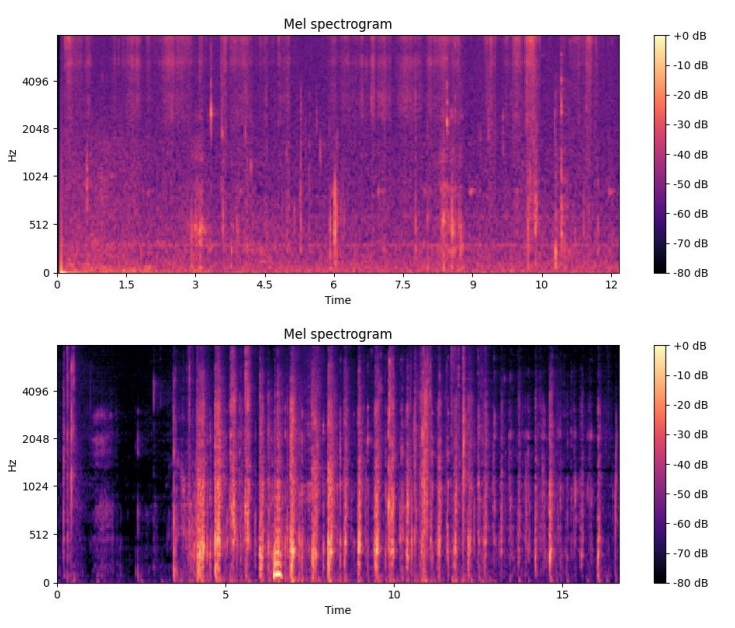 Mel spectrogram
+0 dB
4096
-10 dB
-20 dB
2048
-30 dB
Hz
1024
-40 dB
-50 dB
512
-60 dB
-70 dB
0
-80 dB
0 1.5 3 4.5 6 7.5 9 10 12
Time
Mel spectrogram
+0 dB
4096
-10 dB
-20 dB
2048
-30 dB
Hz
1024
-40 dB
-50 dB
512
-60 dB
-70 dB
0
-80 dB
0 5 10 15
Time